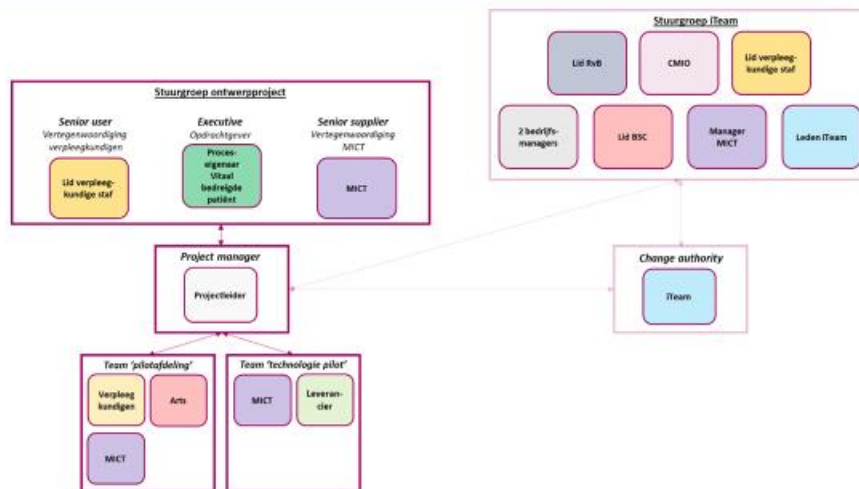 Stuurgroep iTeam
Lid RvB
CMIO
Lid verpleeg-
kundige staf
2 bedrijfs-
managers
Lid BSC
Manager
MICT
Leden iTeam
Stuurgroep ontwerpproject
Senior user
Vertegenwoordiging
verpleegkundigen
Lid verpleeg-
kundige staf
Executive
Opdrachtgever
Proces-
eigenaar
Vitaal
bedreigde
patiënt
Senior supplier
Vertegenwoordiging
MICT
MICT
Project manager
Projectleider
Change authority
iTeam
Team 'pilotafdeling'
Verpleeg
kundigen
Arts
MICT
Team 'technologie pilot'
MICT
Leveran-
cier